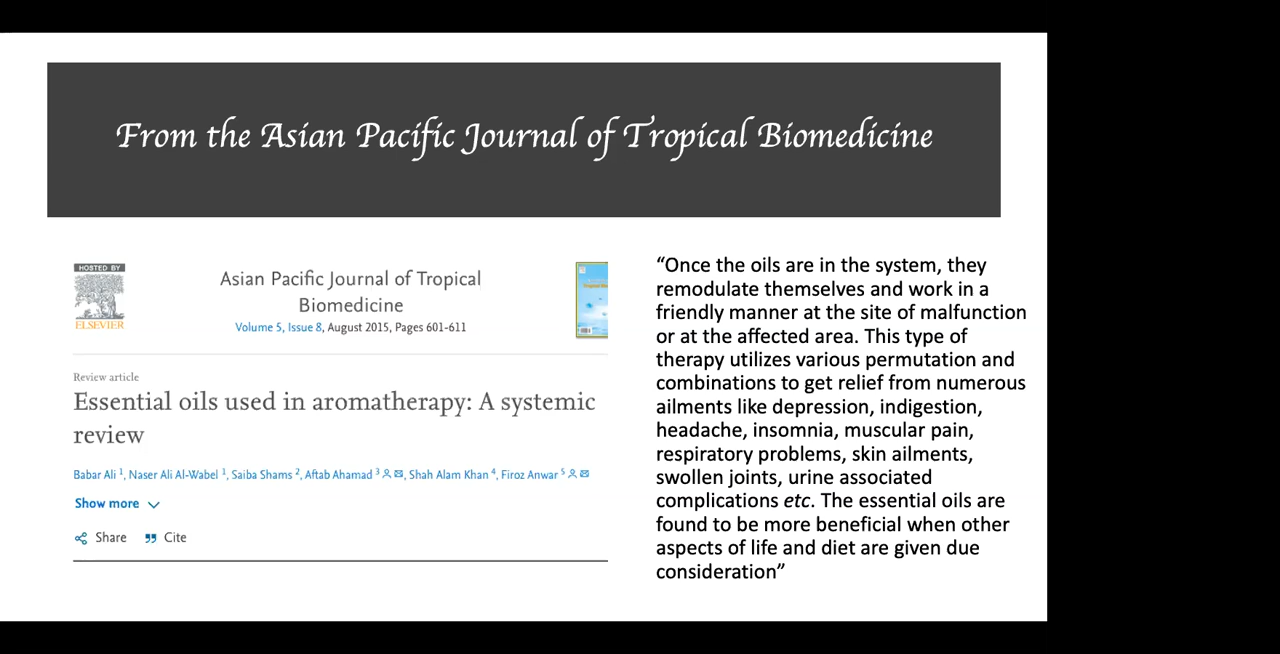 From the Asian Pacific Journal of Tropical Biomedicine
HOSTED BY
ELSEVIER
Asian Pacific Journal of Tropical
Biomedicine
Volume 5, Issue 8, August 2015, Pages 601-611
Review article
Essential oils used in aromatherapy: A systemic
review
Babar Ali 1, Naser Ali Al-Wabel 1, Saiba Shams 2, Aftab Ahamad 3, Shah Alam Khan 4, Firoz Anwar 5
Show more
Share Cite
“Once the oils are in the system, they
remodulate themselves and work in a
friendly manner at the site of malfunction
or at the affected area. This type of
therapy utilizes various permutation and
combinations to get relief from numerous
ailments like depression, indigestion,
headache, insomnia, muscular pain,
respiratory problems, skin ailments,
swollen joints, urine associated
complications etc. The essential oils are
found to be more beneficial when other
aspects of life and diet are given due
consideration”